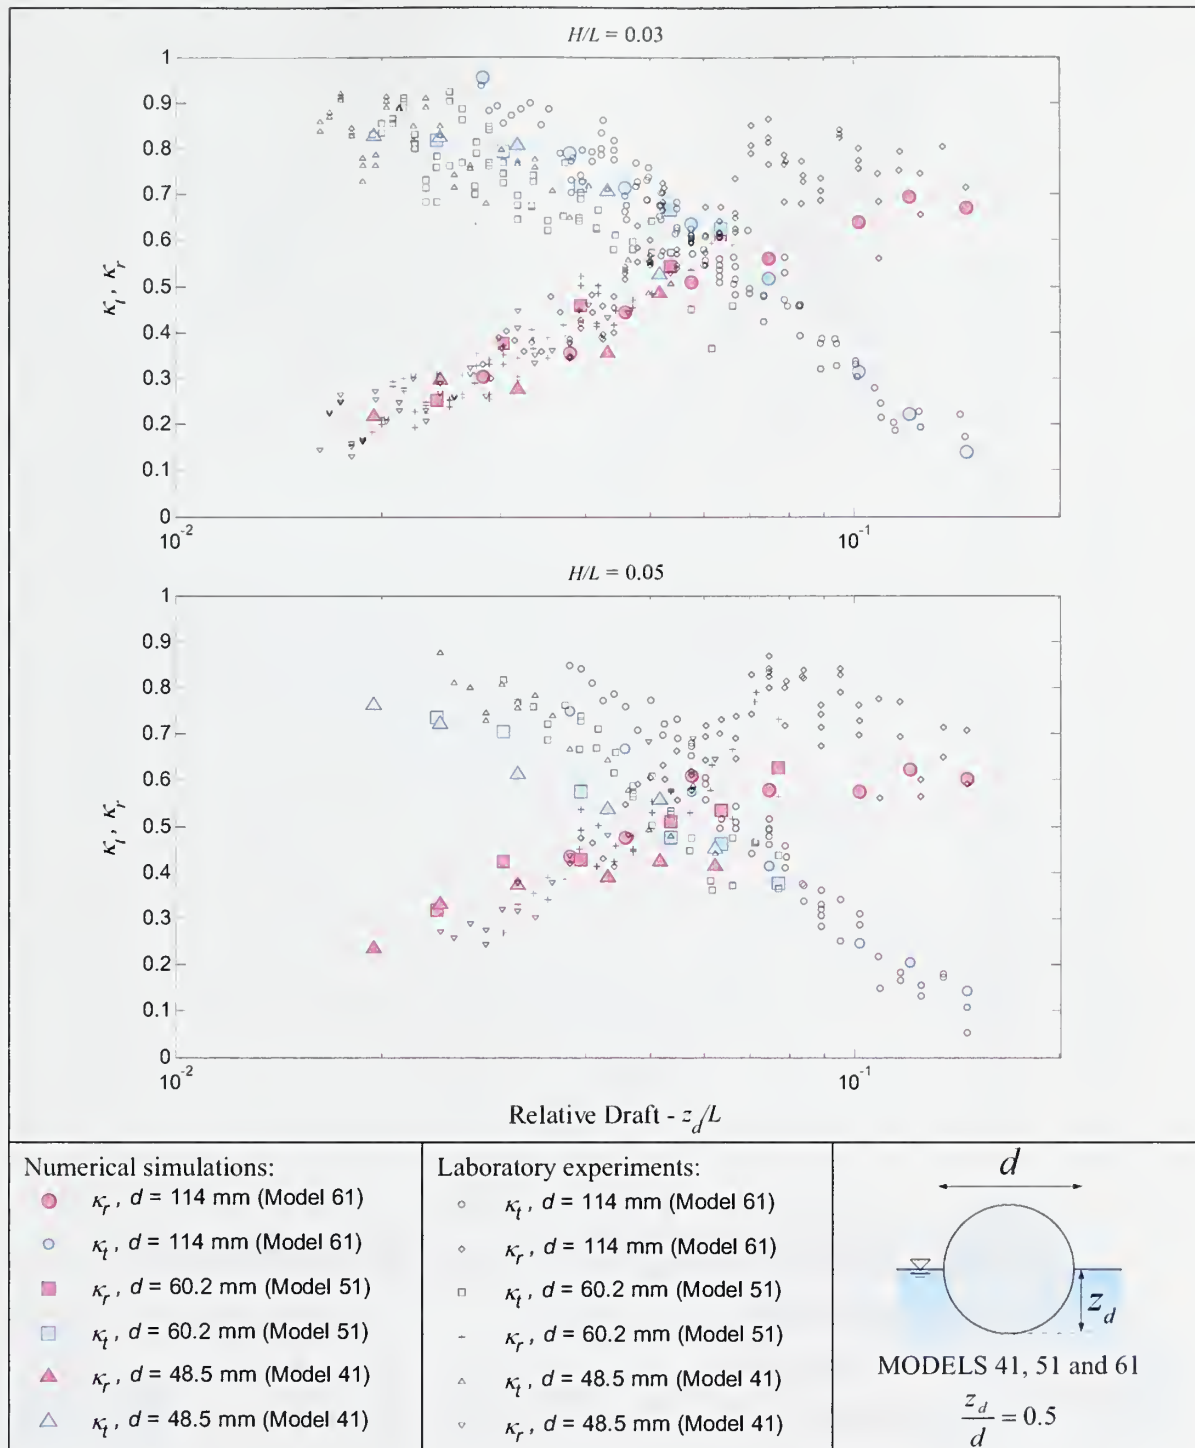 H/L = 0.03
1
0.9
0.8
0.7
0.6
0.5
0.4
0.3
0.2
0.1
0
κt, κr
10-2
10-1
H/L = 0.05
1
0.9
0.8
0.7
0.6
0.5
0.4
0.3
0.2
0.1
0
κt, κr
10-2
10-1
Relative Draft - zd/L
Numerical simulations:
κr, d = 114 mm (Model 61)
κt, d = 114 mm (Model 61)
κr, d = 60.2 mm (Model 51)
κt, d = 60.2 mm (Model 51)
κr, d = 48.5 mm (Model 41)
κt, d = 48.5 mm (Model 41)
Laboratory experiments:
κt, d = 114 mm (Model 61)
κr, d = 114 mm (Model 61)
κt, d = 60.2 mm (Model 51)
κr, d = 60.2 mm (Model 51)
κt, d = 48.5 mm (Model 41)
κr, d = 48.5 mm (Model 41)
d
zd
MODELS 41, 51 and 61
zd/d = 0.5